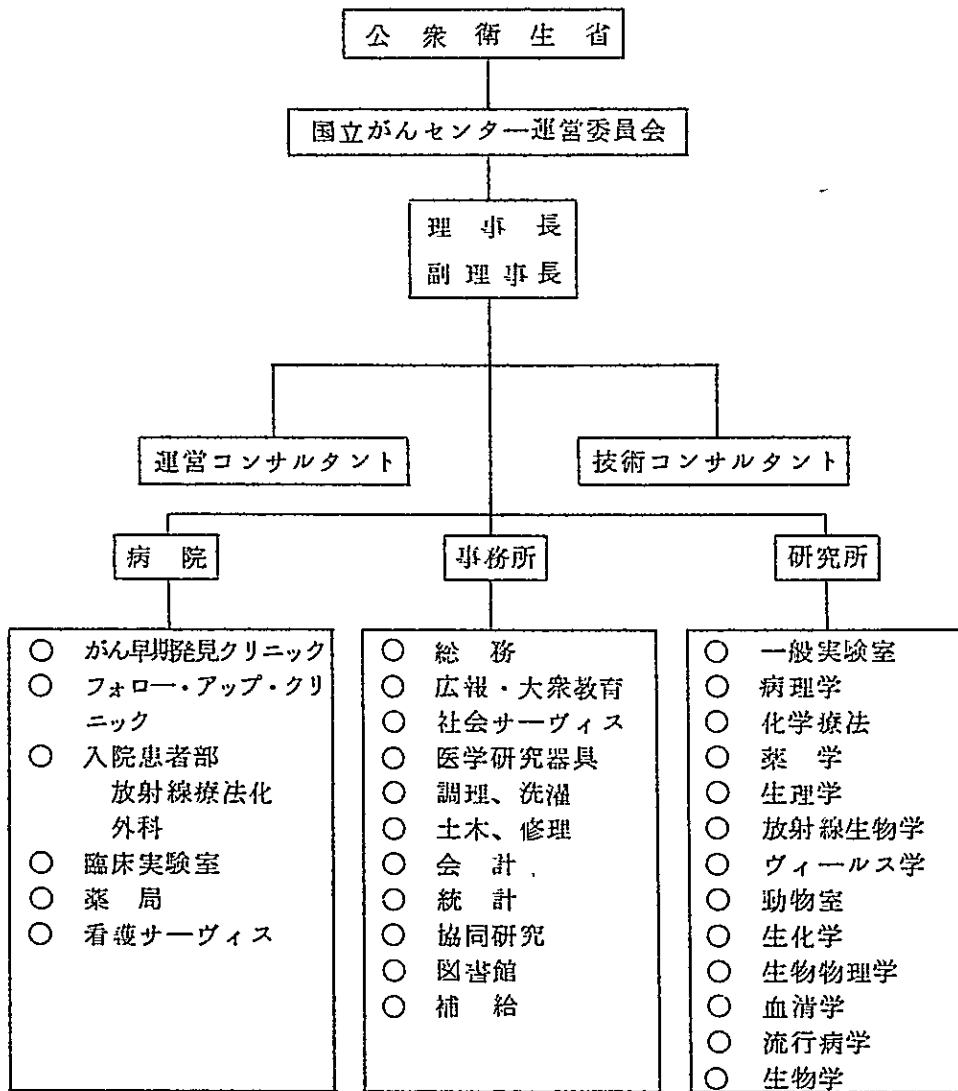 公衆衛生省
国立がんセンター運営委員会
理事長
副理事長
運営コンサルタント
技術コンサルタント
病院
事務所
研究所
○ がん早期発見クリニック
○ フォロー・アップ・クリ
ニック
○ 入院患者部
放射線療法化
外科
○ 臨床実験室
○ 薬局
○ 看護サーヴィス
○ 総務
○ 広報・大衆教育
○ 社会サーヴィス
○ 医学研究器具
○ 調理、洗濯
○ 土木、修理
○ 会計
○ 統計
○ 協同研究
○ 図書館
○ 補給
○ 一般実験室
○ 病理学
○ 化学療法
○ 薬学
○ 生理学
○ 放射線生物学
○ ヴィールス学
○ 動物室
○ 生化学
○ 生物物理学
○ 血清学
○ 流行病学
○ 生物学